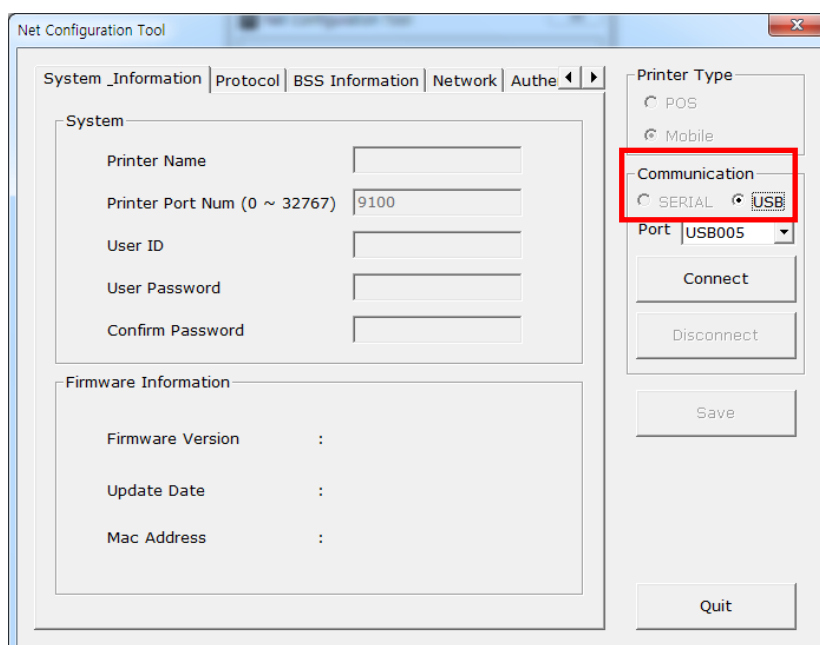 Net Configuration Tool
System _Information
Protocol
BSS Information
Network
Authe
System
Printer Name
Printer Port Num (0 ~ 32767)
9100
User ID
User Password
Confirm Password
Firmware Information
Firmware Version :
Update Date :
Mac Address :
Printer Type
POS
Mobile
Communication
SERIAL USB
Port USB005
Connect
Disconnect
Save
Quit